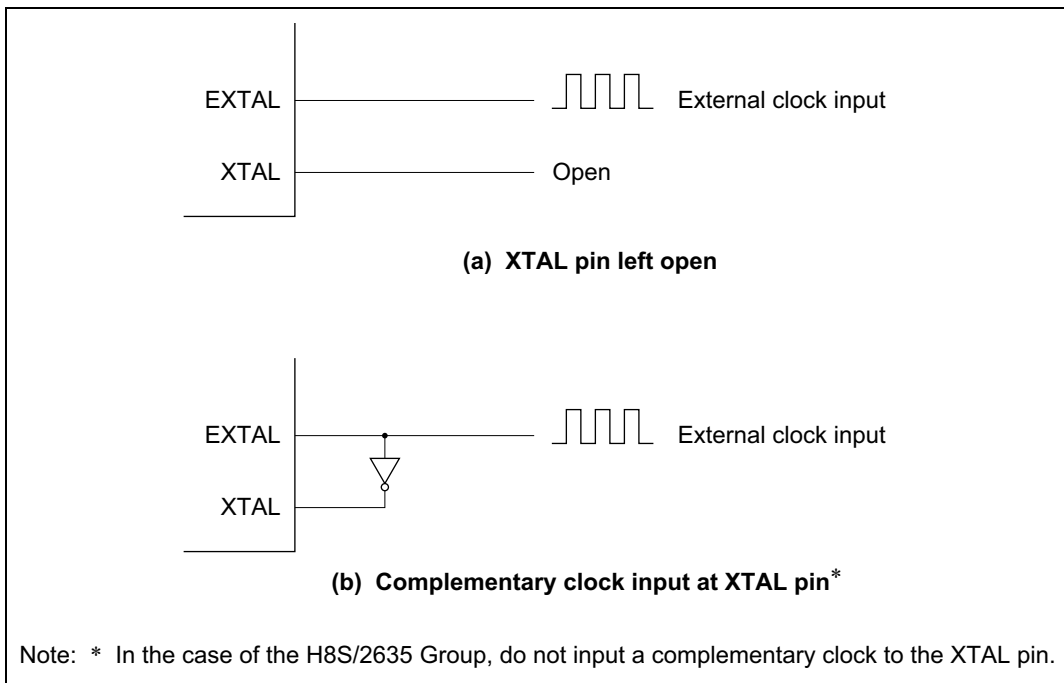 EXTAL External clock input
XTAL Open
(a) XTAL pin left open
EXTAL External clock input
XTAL
(b) Complementary clock input at XTAL pin*
Note: * In the case of the H8S/2635 Group, do not input a complementary clock to the XTAL pin.